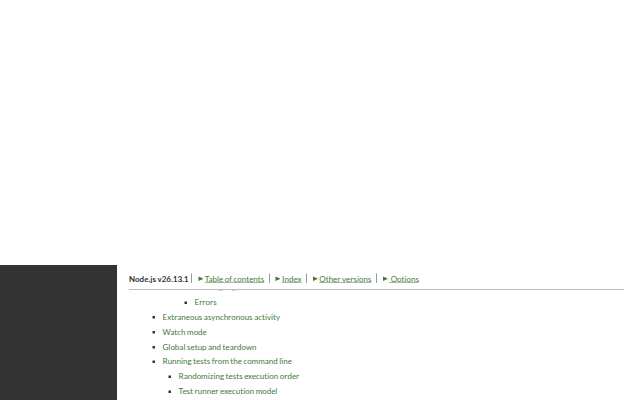 Node.js v26.13.1 Table of contents Index Other versions Options
Errors
Extraneous asynchronous activity
Watch mode
Global setup and teardown
Running tests from the command line
Randomizing tests execution order
Test runner execution model